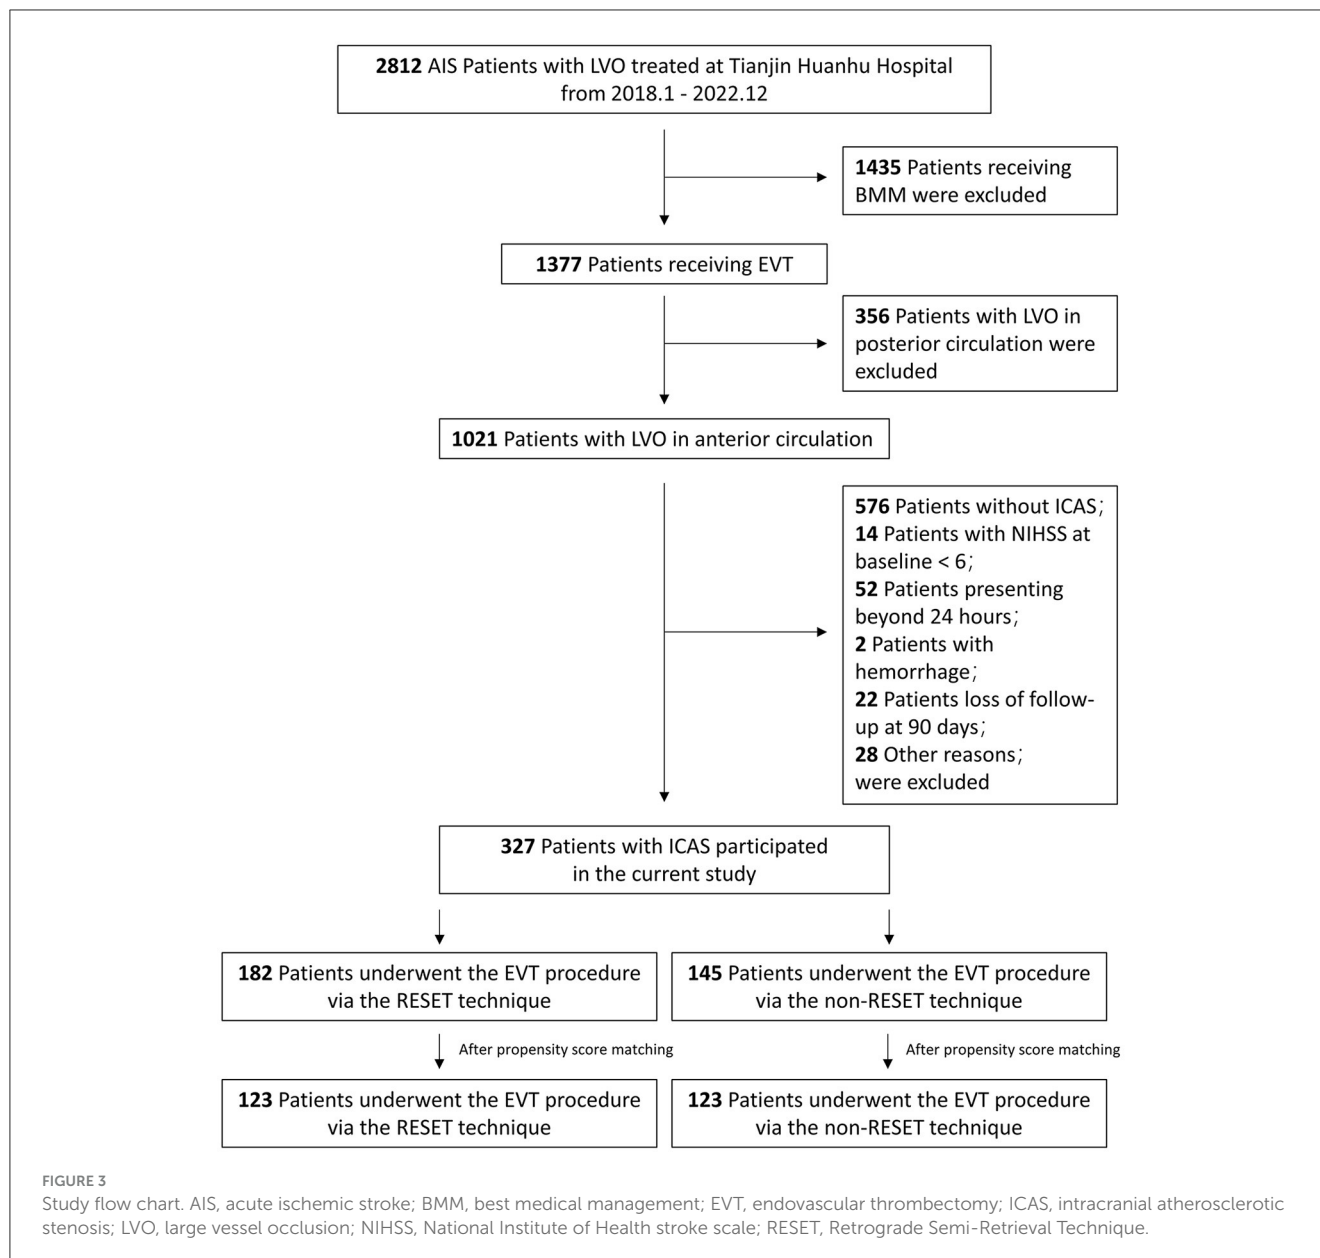 2812 AIS Patients with LVO treated at Tianjin Huanhu Hospital
from 2018.1 - 2022.12
1435 Patients receiving
BMM were excluded
1377 Patients receiving EVT
356 Patients with LVO in
posterior circulation were
excluded
1021 Patients with LVO in anterior circulation
576 Patients without ICAS;
14 Patients with NIHSS at
baseline < 6;
52 Patients presenting
beyond 24 hours;
2 Patients with
hemorrhage;
22 Patients loss of follow-
up at 90 days;
28 Other reasons;
were excluded
327 Patients with ICAS participated
in the current study
182 Patients underwent the EVT procedure
via the RESET technique
145 Patients underwent the EVT procedure
via the non-RESET technique
After propensity score matching
After propensity score matching
123 Patients underwent the EVT procedure
via the RESET technique
123 Patients underwent the EVT procedure
via the non-RESET technique
FIGURE 3
Study flow chart. AIS, acute ischemic stroke; BMM, best medical management; EVT, endovascular thrombectomy; ICAS, intracranial atherosclerotic
stenosis; LVO, large vessel occlusion; NIHSS, National Institute of Health stroke scale; RESET, Retrograde Semi-Retrieval Technique.